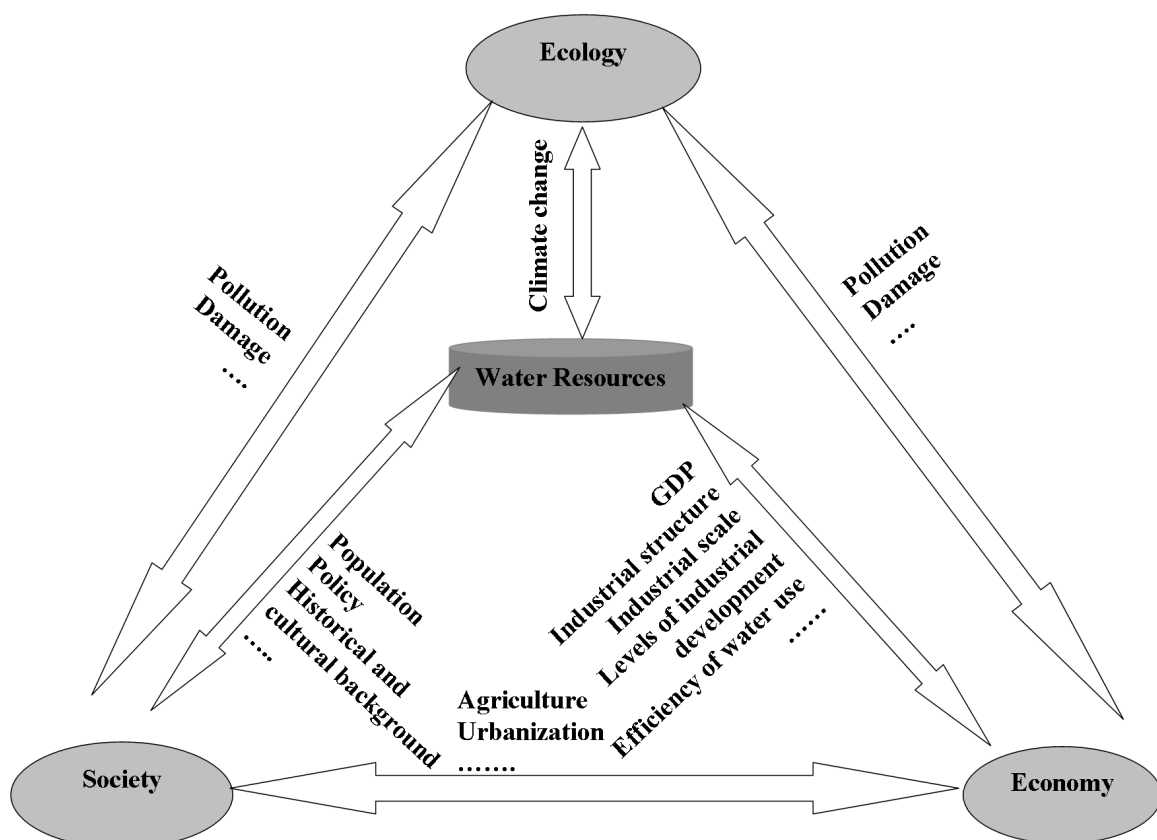 Ecology
Climate change
Pollution
Damage
....
Pollution
Damage
....
Water Resources
Population
Policy
Historical and
cultural background
.....
GDP
Industrial structure
Industrial scale
Levels of industrial
development
Efficiency of water use
......
Agriculture
Urbanization
.......
Society
Economy